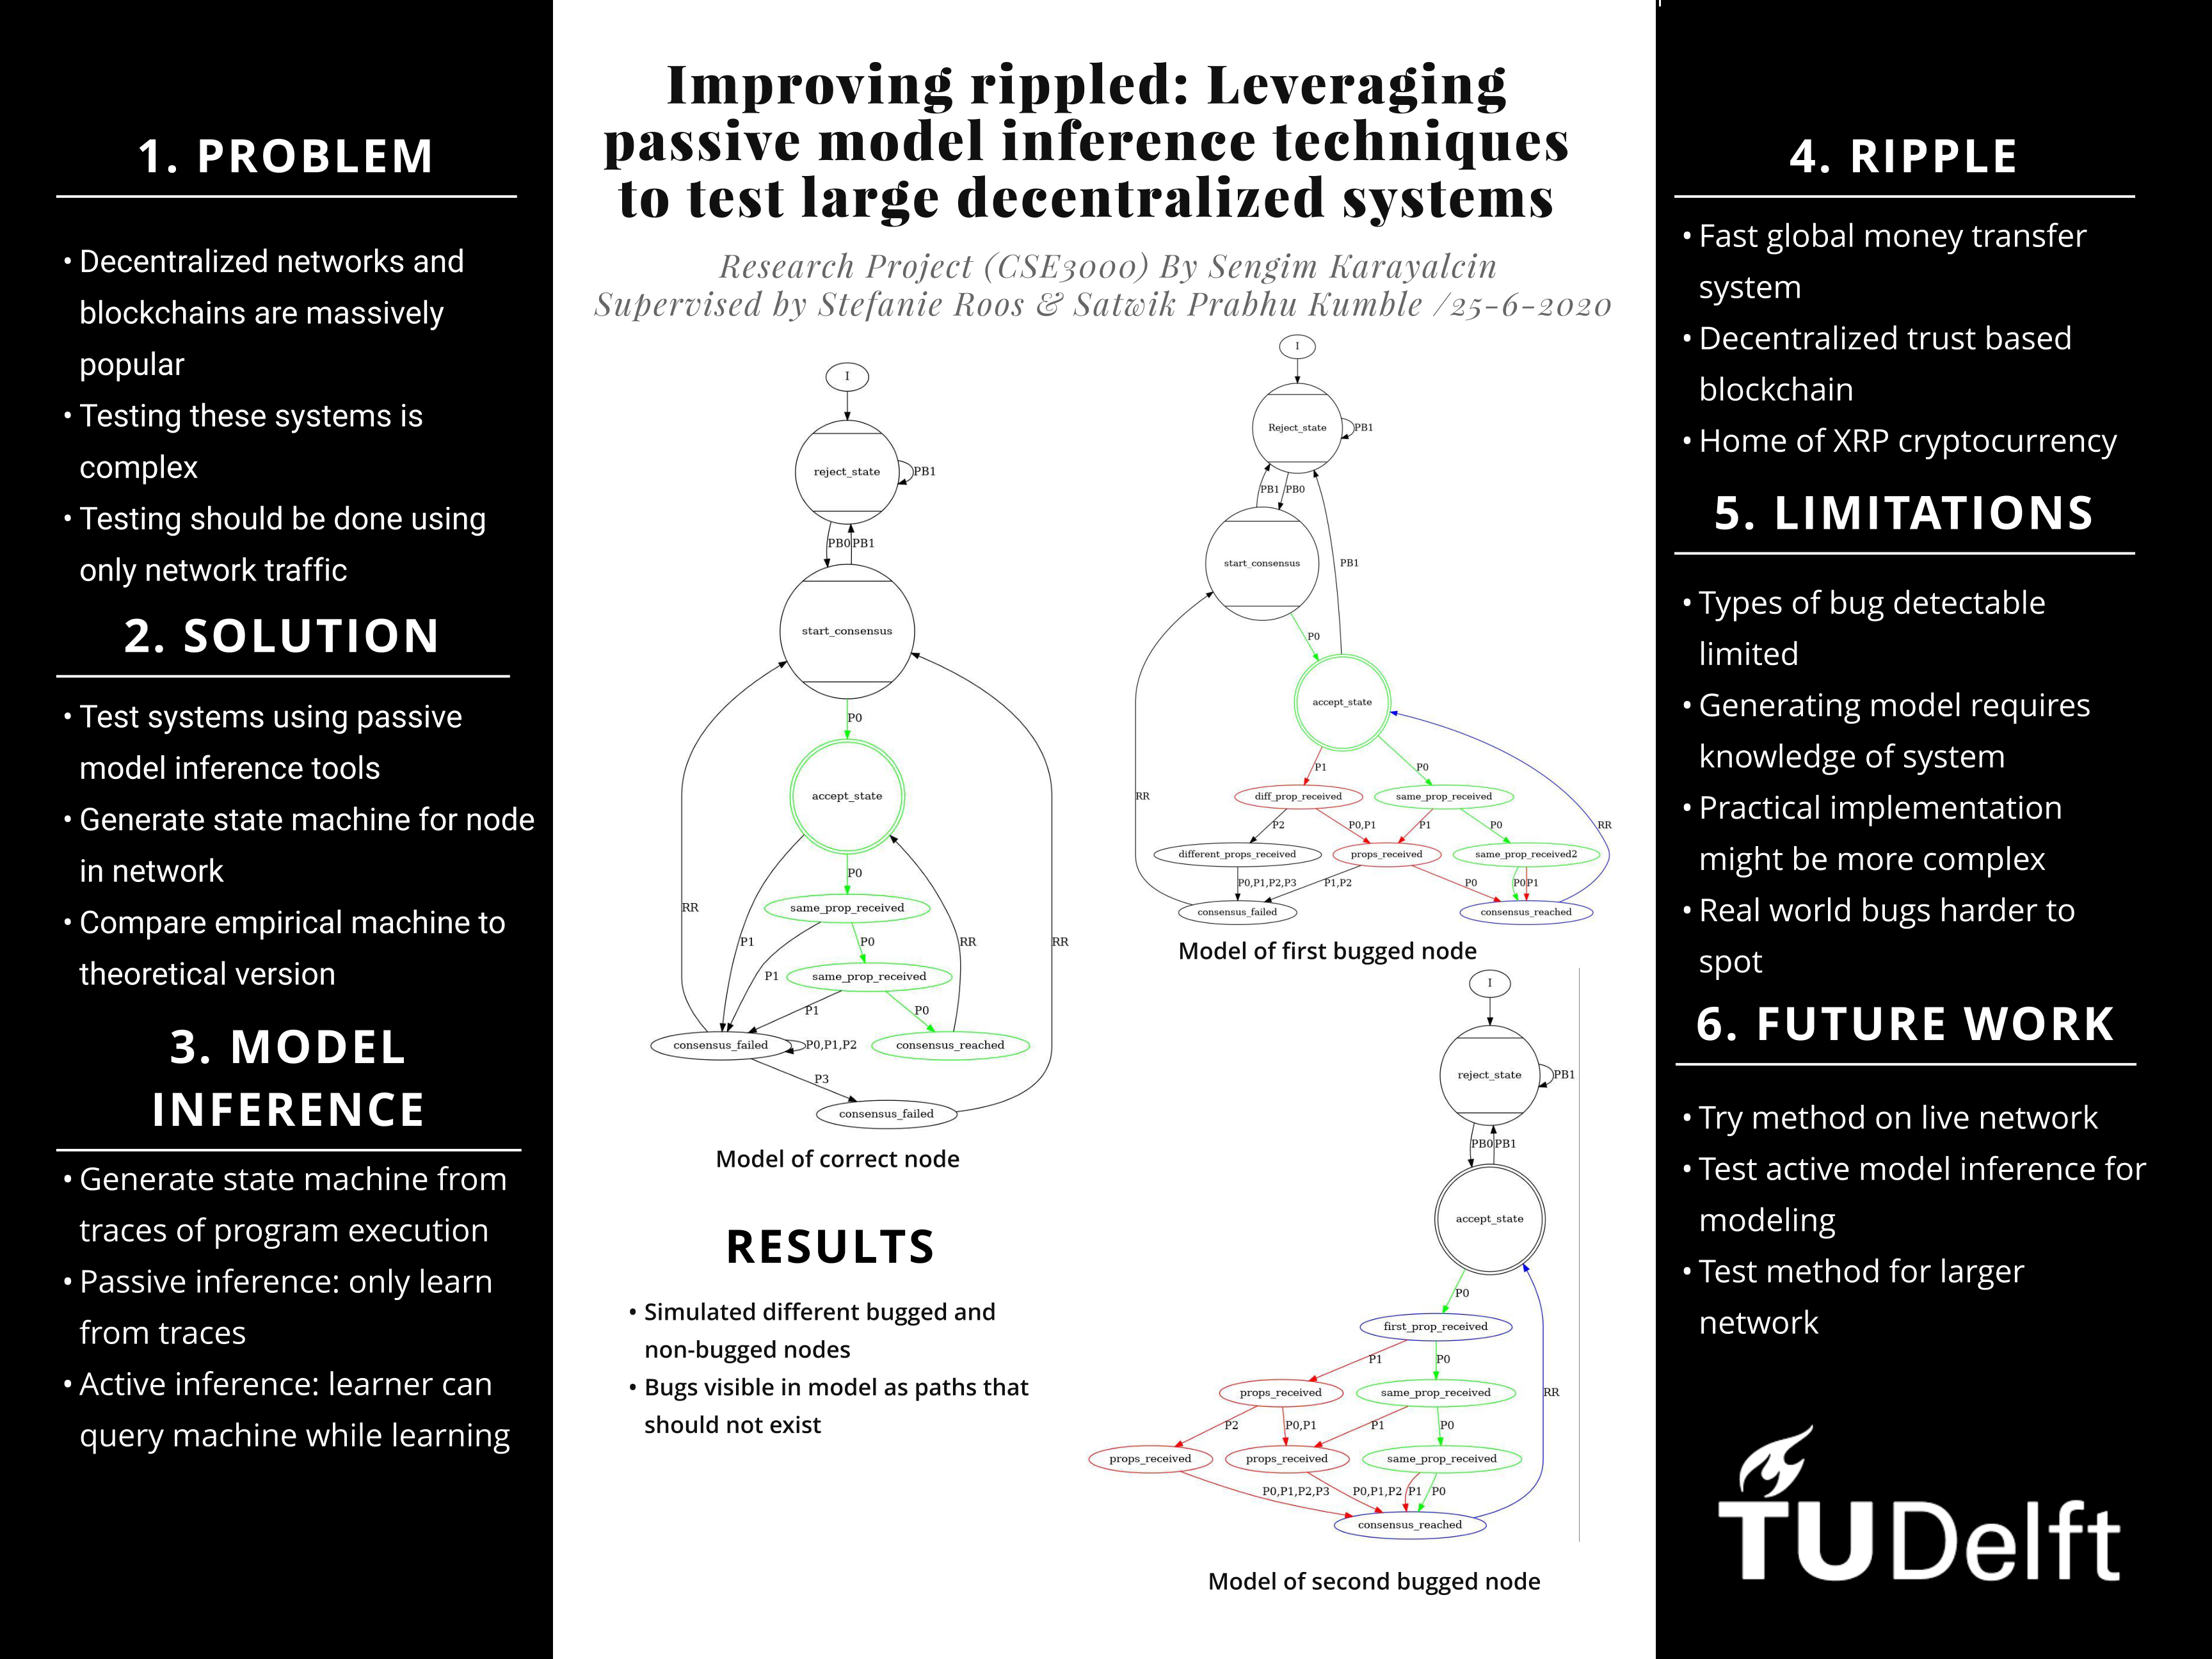 Improving rippled: Leveraging
passive model inference techniques
to test large decentralized systems
Research Project (CSE3000) By Sengim Karayalcin
Supervised by Stefanie Roos & Satwik Prabhu Kumble /25-6-2020
1. PROBLEM
• Decentralized networks and
blockchains are massively
popular
• Testing these systems is
complex
• Testing should be done using
only network traffic
2. SOLUTION
• Test systems using passive
model inference tools
• Generate state machine for node
in network
• Compare empirical machine to
theoretical version
3. MODEL
INFERENCE
• Generate state machine from
traces of program execution
• Passive inference: only learn
from traces
• Active inference: learner can
query machine while learning
I
reject_state
PB1
PB0 PB1
start_consensus
P0
accept_state
P0
same_prop_received
RR
P1
P0
RR
RR
P1
same_prop_received
P1
P0
consensus_failed
P0,P1,P2
consensus_reached
P3
consensus_failed
Model of correct node
I
Reject_state
PB1
PB1 PB0
start_consensus
PB1
P0
accept_state
P1
P0
RR
diff_prop_received
same_prop_received
P2
P0,P1
P1
P0
RR
different_props_received
props_received
same_prop_received2
P0,P1,P2,P3
P1,P2
P0
P0 P1
consensus_failed
consensus_reached
Model of first bugged node
I
reject_state
PB1
PB0 PB1
accept_state
P0
first_prop_received
P1
P0
props_received
same_prop_received
RR
P2
P0,P1
P1
P0
props_received
props_received
same_prop_received
P0,P1,P2,P3
P0,P1,P2
P1
P0
consensus_reached
Model of second bugged node
RESULTS
• Simulated different bugged and
non-bugged nodes
• Bugs visible in model as paths that
should not exist
4. RIPPLE
• Fast global money transfer
system
• Decentralized trust based
blockchain
• Home of XRP cryptocurrency
5. LIMITATIONS
• Types of bug detectable
limited
• Generating model requires
knowledge of system
• Practical implementation
might be more complex
• Real world bugs harder to
spot
6. FUTURE WORK
• Try method on live network
• Test active model inference for
modeling
• Test method for larger
network
TUDelft